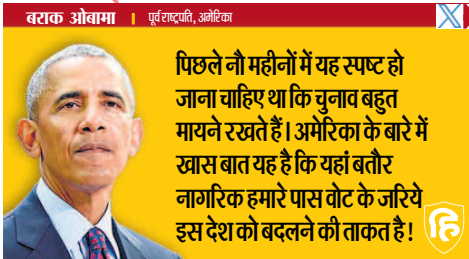 बराक ओबामा | पूर्व राष्ट्रपति, अमेरिका
पिछले नौ महीनों में यह स्पष्ट हो
जाना चाहिए था कि चुनाव बहुत
मायने रखते हैं। अमेरिका के बारे में
खास बात यह है कि यहां बतौर
नागरिक हमारे पास वोट के जरिये
इस देश को बदलने की ताकत है!
हि